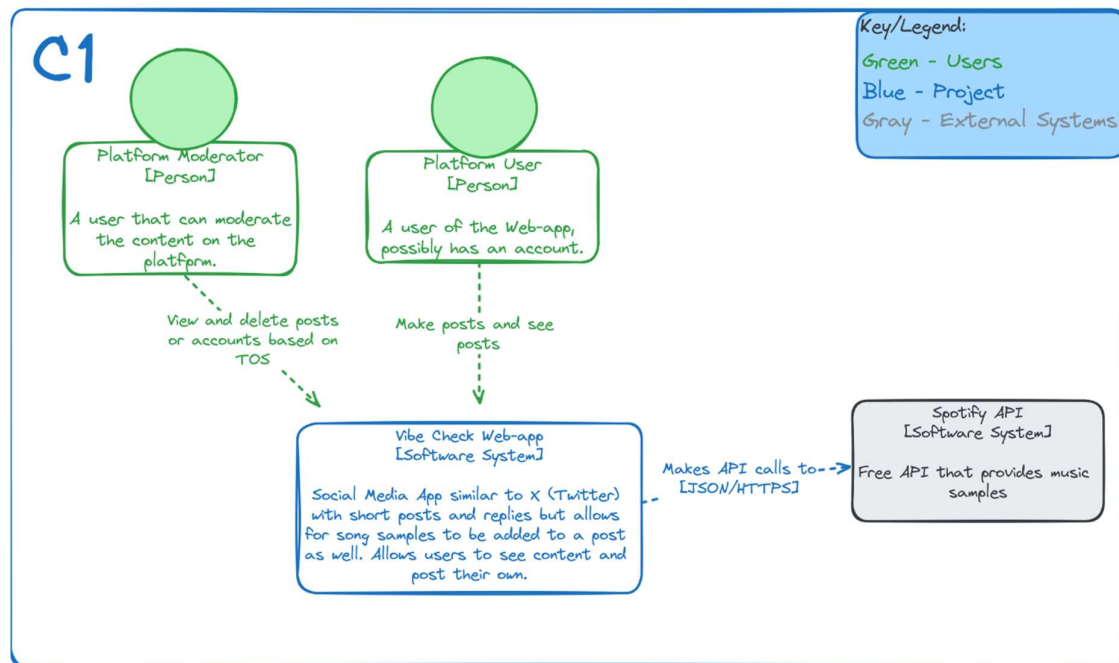 C1
Key/Legend:
Green - Users
Blue - Project
Gray - External Systems
Platform Moderator
[Person]
A user that can moderate
the content on the
platform.
Platform User
[Person]
A user of the Web-app,
possibly has an account.
View and delete posts
or accounts based on
TOS
Make posts and see
posts
Vibe Check Web-app
[Software System]
Social Media App similar to X (Twitter)
with short posts and replies but allows
for song samples to be added to a post
as well. Allows users to see content and
post their own.
Makes API calls to
[JSON/HTTPS]
Spotify API
[Software System]
Free API that provides music
samples